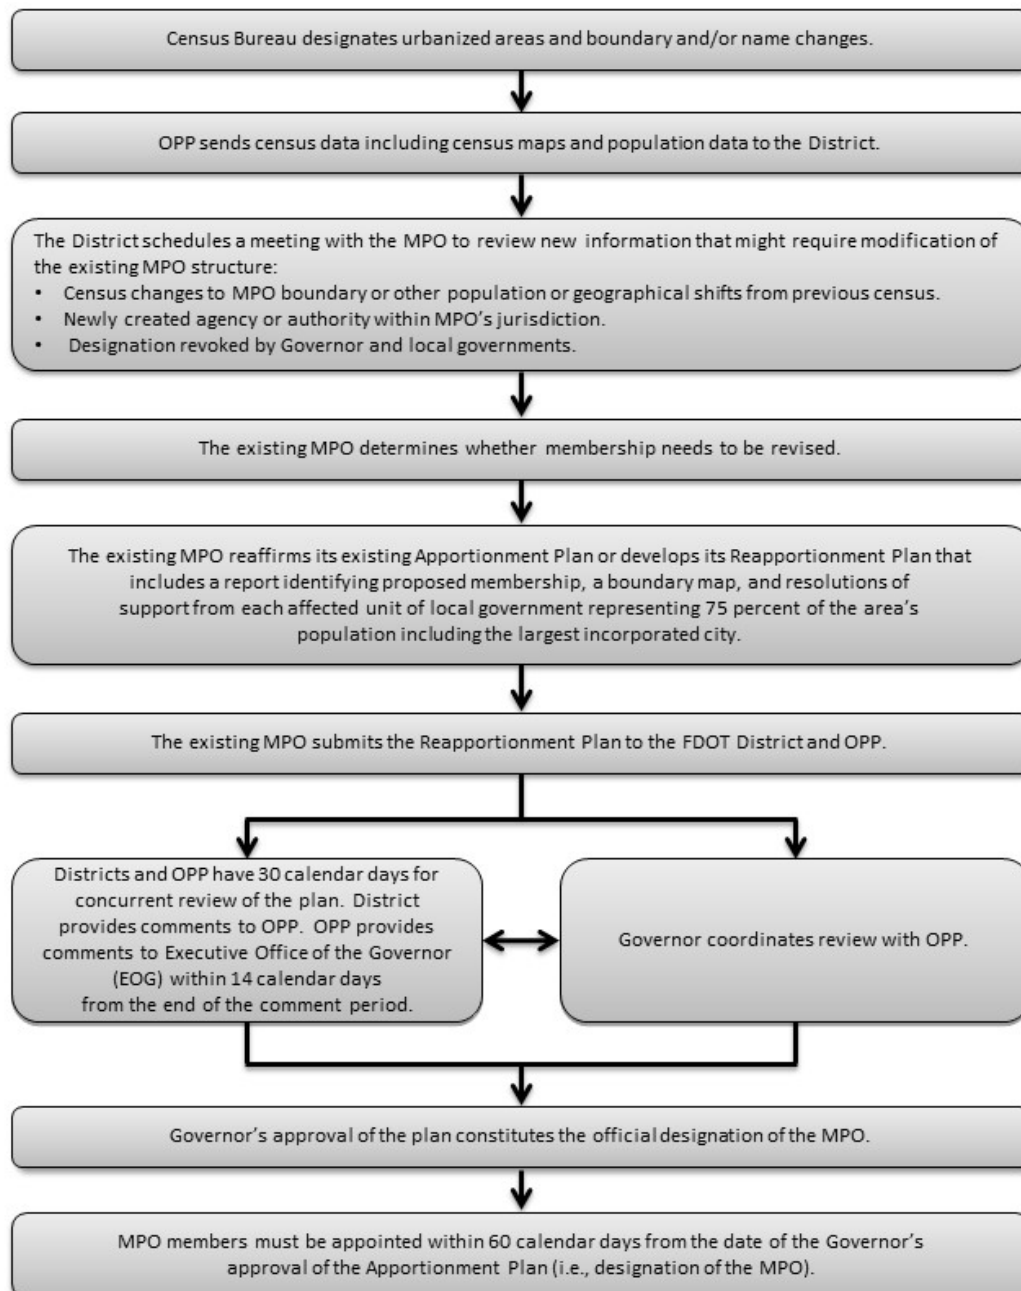 Census Bureau designates urbanized areas and boundary and/or name changes.
OPP sends census data including census maps and population data to the District.
The District schedules a meeting with the MPO to review new information that might require modification of
the existing MPO structure:
• Census changes to MPO boundary or other population or geographical shifts from previous census.
• Newly created agency or authority within MPO's jurisdiction.
• Designation revoked by Governor and local governments.
The existing MPO determines whether membership needs to be revised.
The existing MPO reaffirms its existing Apportionment Plan or develops its Reapportionment Plan that
includes a report identifying proposed membership, a boundary map, and resolutions of
support from each affected unit of local government representing 75 percent of the area's
population including the largest incorporated city.
The existing MPO submits the Reapportionment Plan to the FDOT District and OPP.
Districts and OPP have 30 calendar days for
concurrent review of the plan. District
provides comments to OPP. OPP provides
comments to Executive Office of the Governor
(EOG) within 14 calendar days
from the end of the comment period.
Governor coordinates review with OPP.
Governor's approval of the plan constitutes the official designation of the MPO.
MPO members must be appointed within 60 calendar days from the date of the Governor's
approval of the Apportionment Plan (i.e., designation of the MPO).